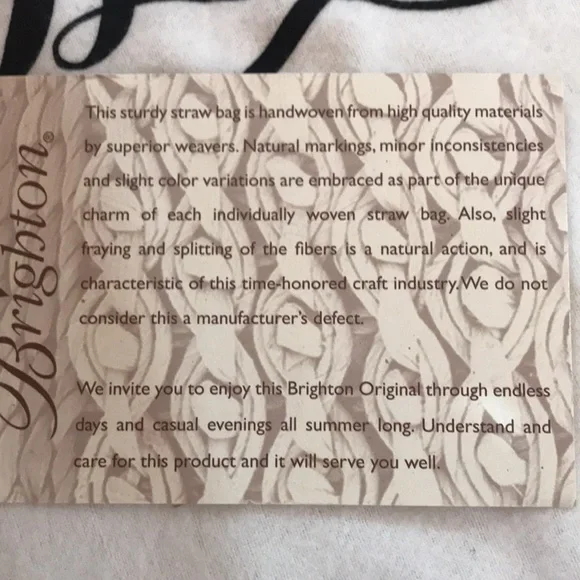 Brighton®
This sturdy straw bag is handwoven from high quality materials
by superior weavers. Natural markings, minor inconsistencies
and slight color variations are embraced as part of the unique
charm of each individually woven straw bag. Also, slight
fraying and splitting of the fibers is a natural action, and is
characteristic of this time-honored craft industry. We do not
consider this a manufacturer's defect.
We invite you to enjoy this Brighton Original through endless
days and casual evenings all summer long. Understand and
care for this product and it will serve you well.